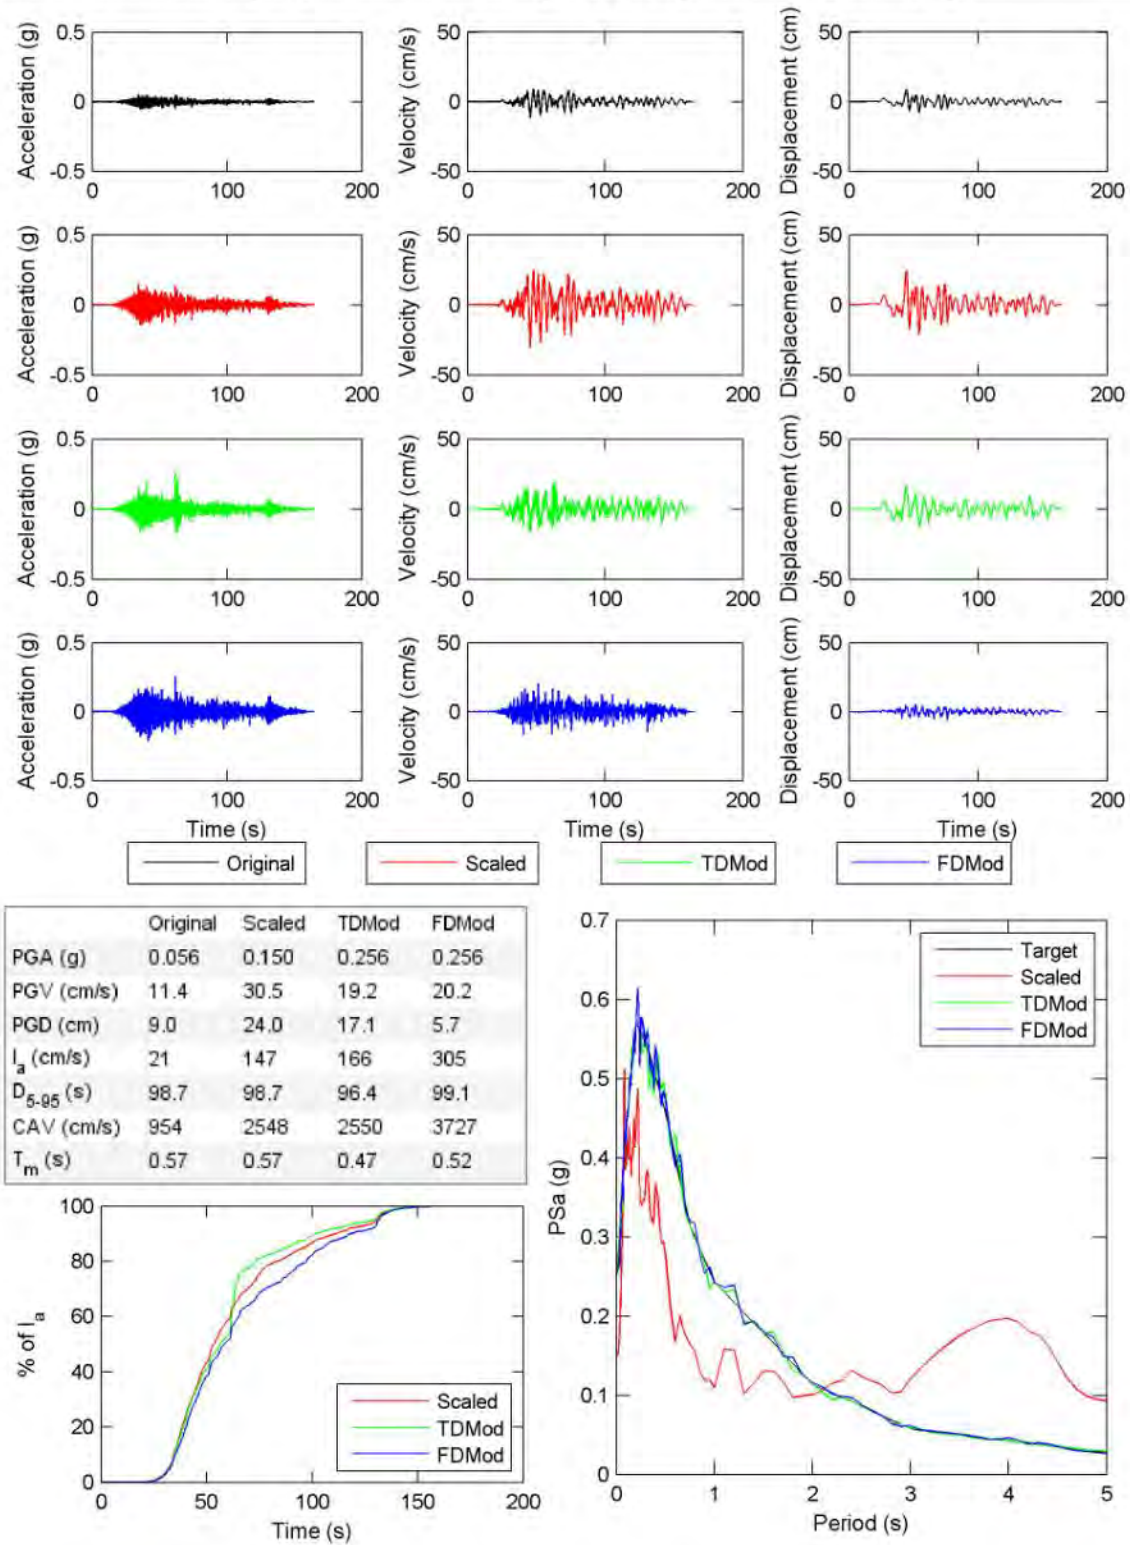 0.5 50 50
Acceleration (g) Velocity (cm/s) Displacement (cm)
0 0 0
-0.5 -50 -50
0 100 200 0 100 200 0 100 200
0.5 50 50
Acceleration (g) Velocity (cm/s) Displacement (cm)
0 0 0
-0.5 -50 -50
0 100 200 0 100 200 0 100 200
0.5 50 50
Acceleration (g) Velocity (cm/s) Displacement (cm)
0 0 0
-0.5 -50 -50
0 100 200 0 100 200 0 100 200
0.5 50 50
Acceleration (g) Velocity (cm/s) Displacement (cm)
0 0 0
-0.5 -50 -50
0 100 200 0 100 200 0 100 200
Time (s) Time (s) Time (s)
Original Scaled TDMod FDMod
Original Scaled TDMod FDMod
PGA (g) 0.056 0.150 0.256 0.256
PGV (cm/s) 11.4 30.5 19.2 20.2
PGD (cm) 9.0 24.0 17.1 5.7
Ia (cm/s) 21 147 166 305
D5-95 (s) 98.7 98.7 96.4 99.1
CAV (cm/s) 954 2548 2550 3727
Tm (s) 0.57 0.57 0.47 0.52
100
80
60
40
20
0
% of Ia
Scaled
TDMod
FDMod
0 50 100 150 200
Time (s)
0.7
0.6
0.5
0.4
0.3
0.2
0.1
0
PSa (g)
Target
Scaled
TDMod
FDMod
0 1 2 3 4 5
Period (s)